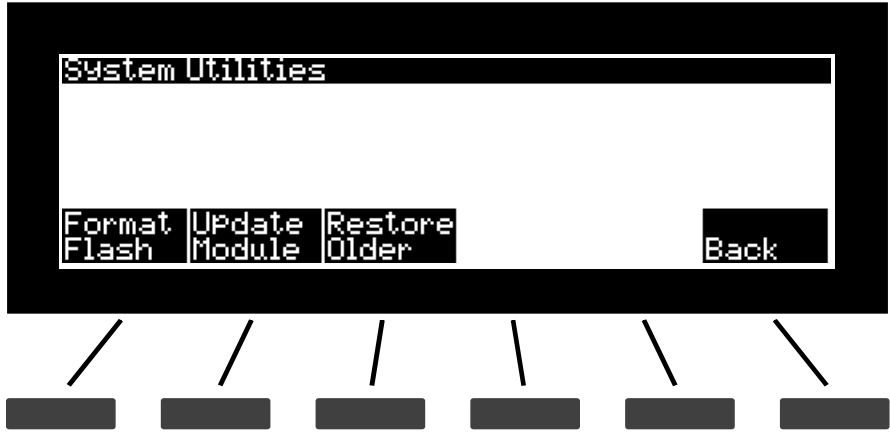 System Utilities
Format Update Restore
Flash Module Older Back